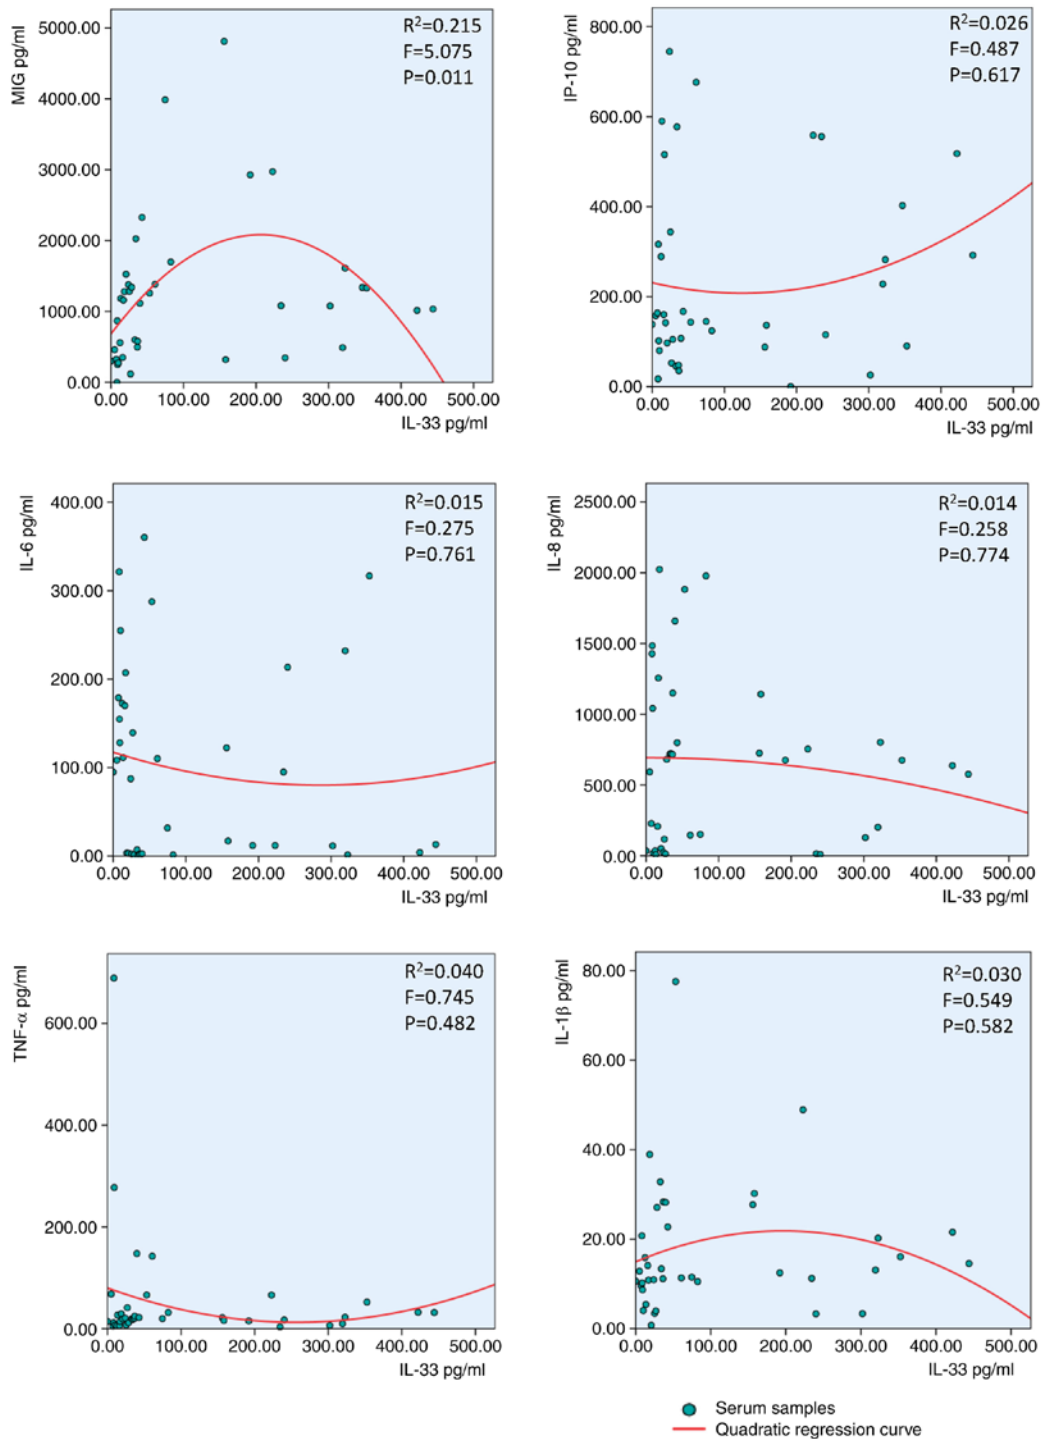 MIG pg/ml
5000.00
4000.00
3000.00
2000.00
1000.00
0.00
R²=0.215
F=5.075
P=0.011
0.00 100.00 200.00 300.00 400.00 500.00
IL-33 pg/ml
IP-10 pg/ml
800.00
600.00
400.00
200.00
0.00
R²=0.026
F=0.487
P=0.617
0.00 100.00 200.00 300.00 400.00 500.00
IL-33 pg/ml
IL-6 pg/ml
400.00
300.00
200.00
100.00
0.00
R²=0.015
F=0.275
P=0.761
0.00 100.00 200.00 300.00 400.00 500.00
IL-33 pg/ml
IL-8 pg/ml
2500.00
2000.00
1500.00
1000.00
500.00
0.00
R²=0.014
F=0.258
P=0.774
0.00 100.00 200.00 300.00 400.00 500.00
IL-33 pg/ml
TNF-α pg/ml
600.00
400.00
200.00
0.00
R²=0.040
F=0.745
P=0.482
0.00 100.00 200.00 300.00 400.00 500.00
IL-33 pg/ml
IL-1β pg/ml
80.00
60.00
40.00
20.00
0.00
R²=0.030
F=0.549
P=0.582
0.00 100.00 200.00 300.00 400.00 500.00
IL-33 pg/ml
Serum samples
Quadratic regression curve